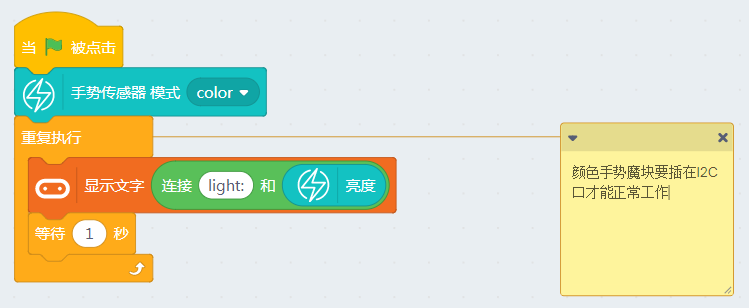 当 被点击
手势传感器 模式 color
重复执行
显示文字 连接 light: 和 亮度
等待 1 秒
颜色手势魔块要插在I2C
口才能正常工作